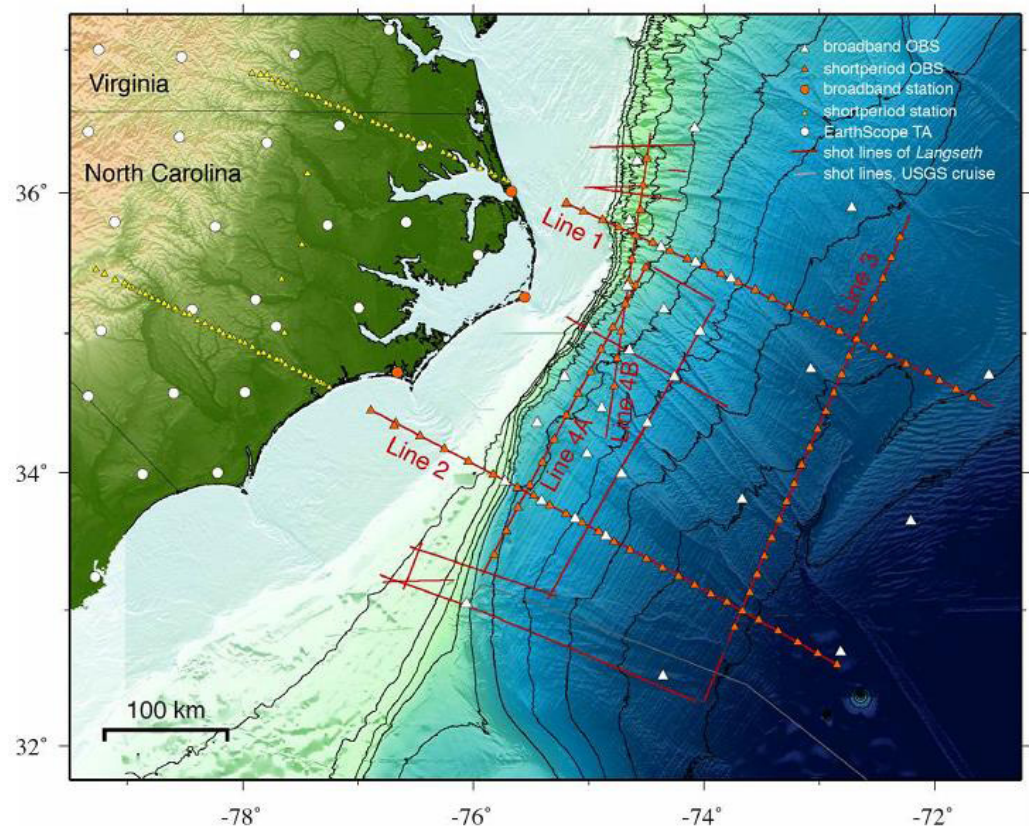 Virginia
North Carolina
broadband OBS
shortperiod OBS
broadband station
shortperiod station
EarthScope TA
shot lines of Langseth
shot lines, USGS cruise
Line 1
Line 3
Line 4B
Line 4A
Line 2
100 km
36°
34°
32°
-78°
-76°
-74°
-72°